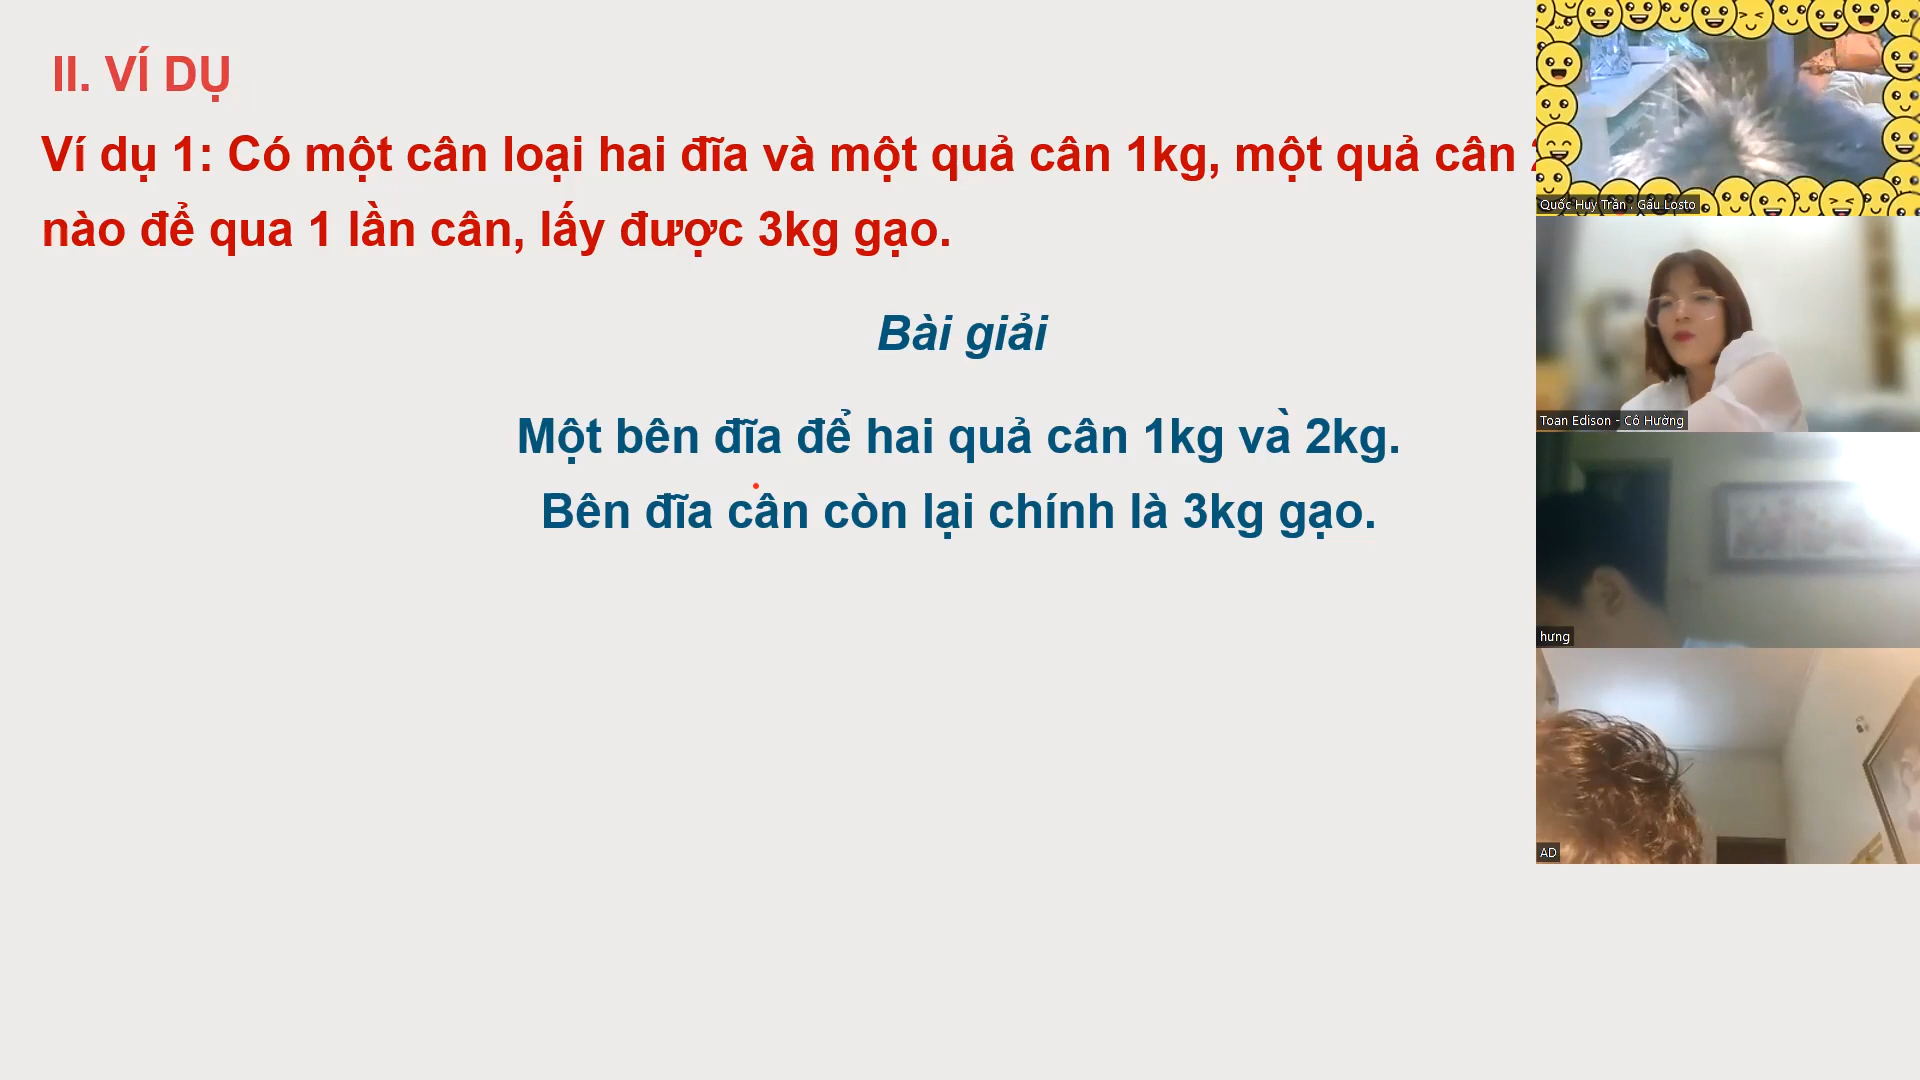 II. VÍ DỤ
Ví dụ 1: Có một cân loại hai đĩa và một quả cân 1kg, một quả cân
nào để qua 1 lần cân, lấy được 3kg gạo.
Bài giải
Một bên đĩa để hai quả cân 1kg và 2kg.
Bên đĩa cân còn lại chính là 3kg gạo.
Quốc Huy Trần . Gấu Losto
Toan Edison - Cô Hường
hưng
AD